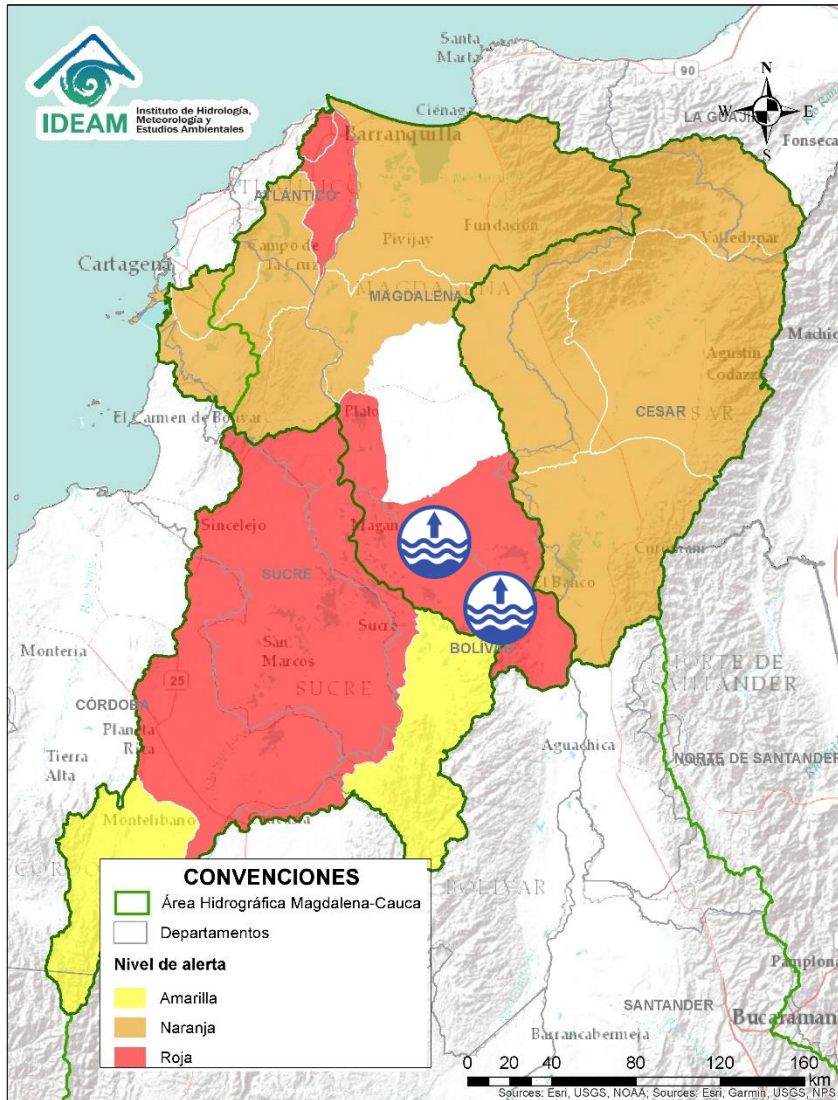 Santa
Marta
90
N
W E
S
Ciénaga
LA GUAJI
Fonseca
IDEAM
Instituto de Hidrología,
Meteorología y
Estudios Ambientales
Barranquilla
ATLÁNTICO
Pivijay
Fundación
Valledupar
Campo de
la Cruz
Cartagena
MAGDALENA
MAGDALENA
Agustín
Codazzi
CESAR
El Carmen de Bolívar
Plato
Sincelejo
Magan
SUCRE
El Banco
Sucre
BOLÍVAR
San
Marcos
SUCRE
Montería
25
CÓRDOBA
Planeta
Rica
Tierra
Alta
NORTE DE
SANTANDER
Aguachica
NORTE DE SANTANDER
Montelíbano
BOLÍVAR
CONVENCIONES
Área Hidrográfica Magdalena-Cauca
Departamentos
Nivel de alerta
Amarilla
Naranja
Roja
Pamplona
SANTANDER
Bucaraman
Barrancabermeja
0 20 40 80 120 160
km
Sources: Esri, USGS, NOAA; Sources: Esri, Garmin, USGS, NPS